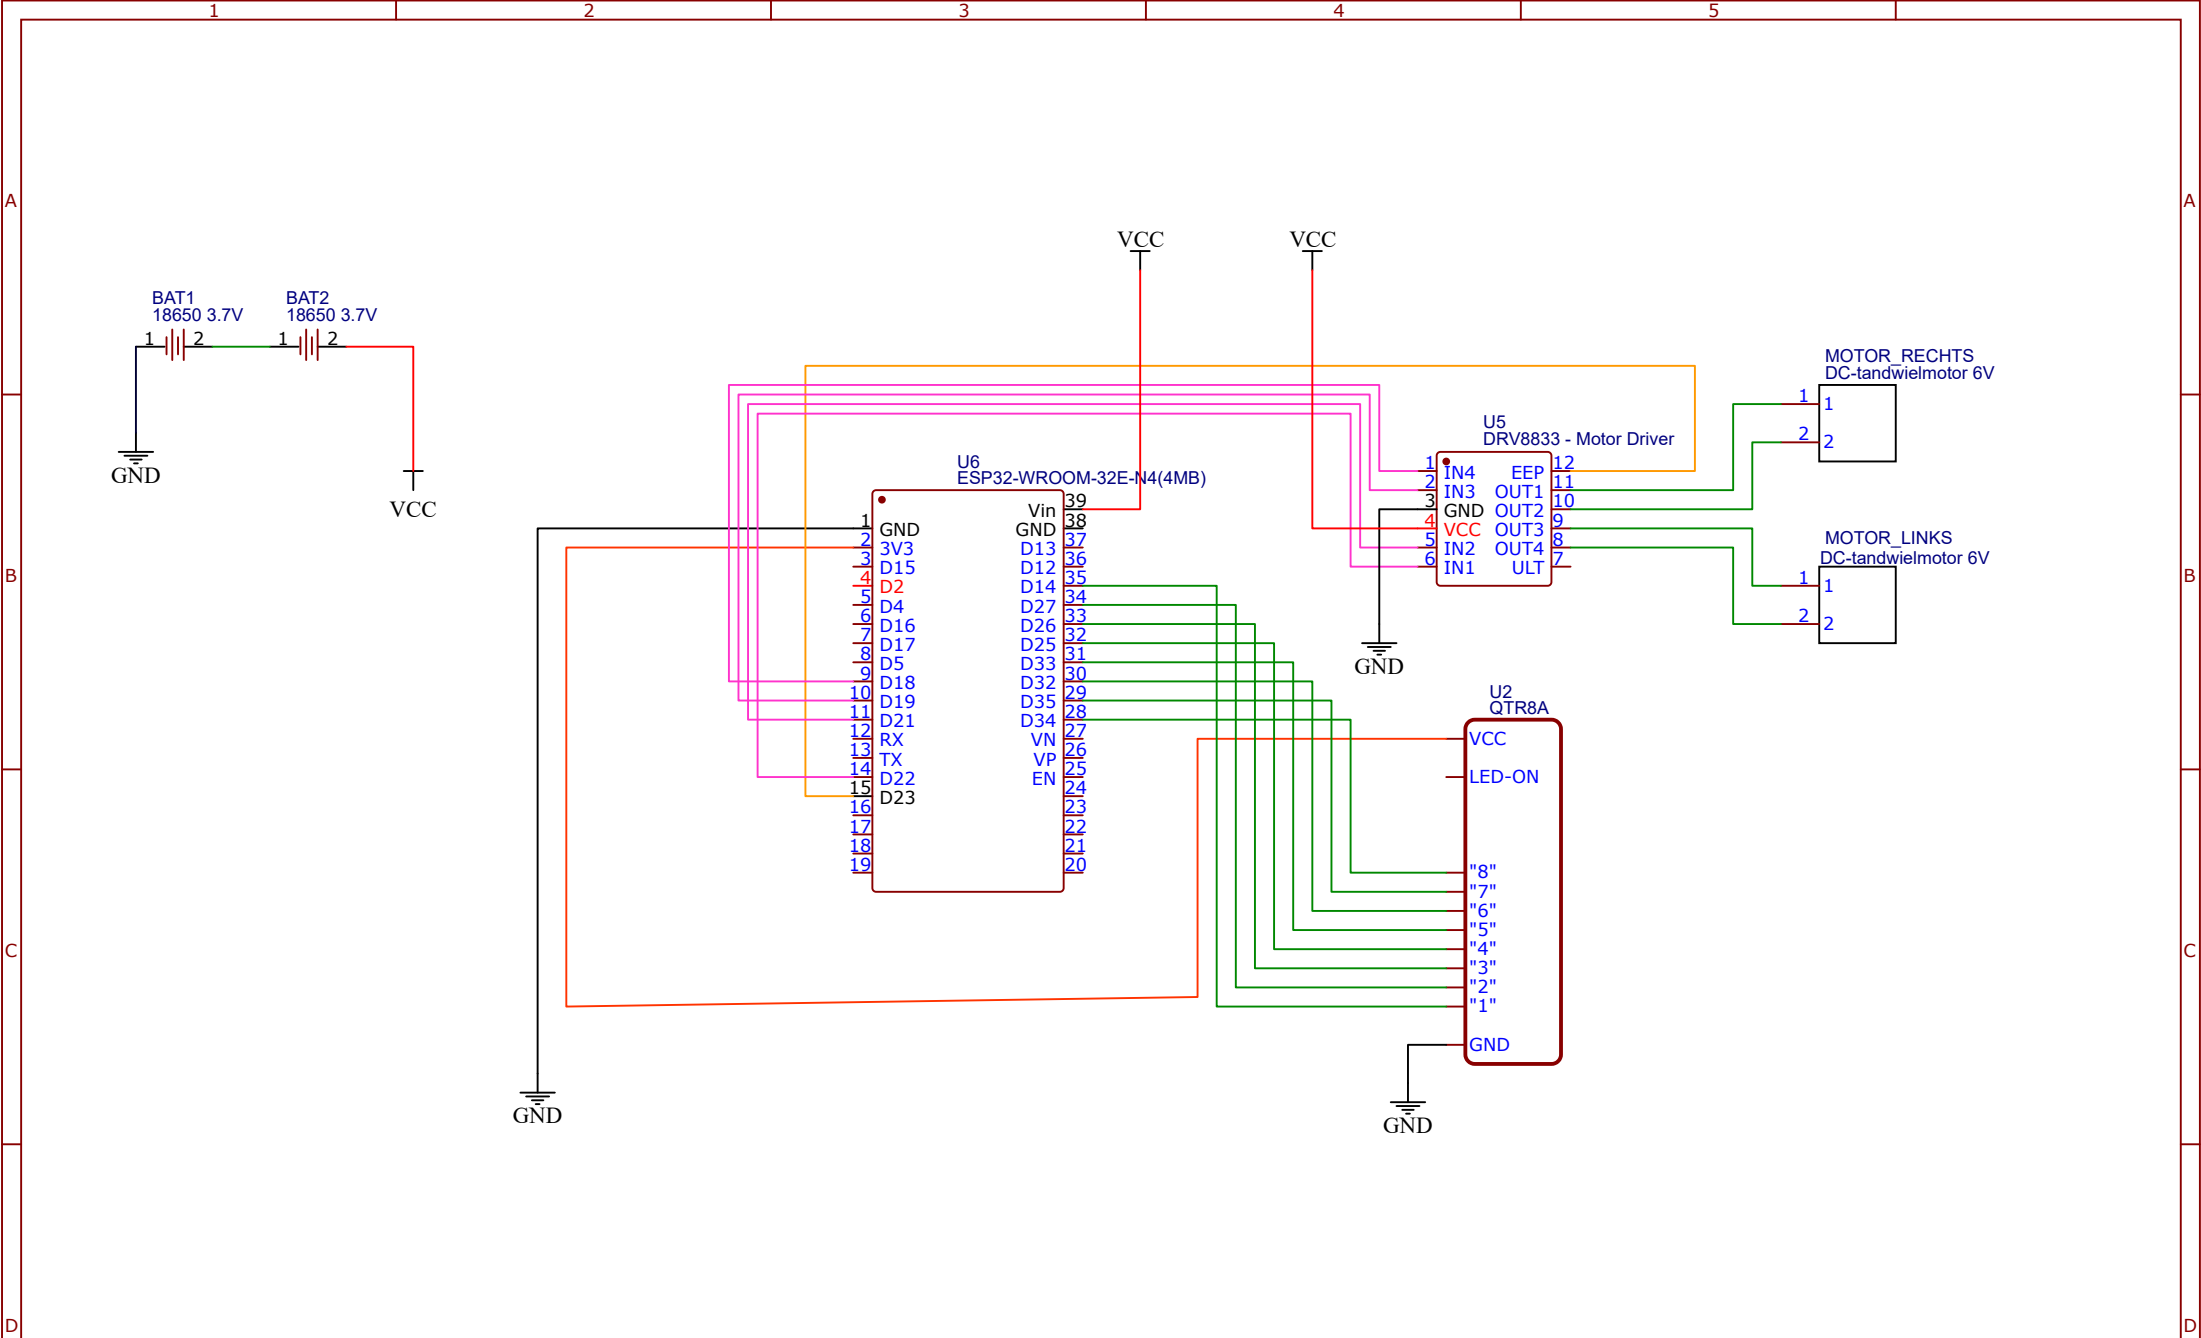 1 2 3 4 5
A A
B B
C C
D D
BAT1
18650 3.7V
1 2
BAT2
18650 3.7V
1 2
GND
VCC
VCC
VCC
U6
ESP32-WROOM-32E-N4(4MB)
1 GND
2 3V3
3 D15
4 D2
5 D4
6 D16
7 D17
8 D5
9 D18
10 D19
11 D21
12 RX
13 TX
14 D22
15 D23
16
17
18
19
Vin 39
GND 38
D13 37
D12 36
D14 35
D27 34
D26 33
D25 32
D33 31
D32 30
D35 29
D34 28
VN 27
VP 26
EN 25
24
23
22
21
20
GND
U5
DRV8833 - Motor Driver
1 IN4
2 IN3
3 GND
4 VCC
5 IN2
6 IN1
EEP 12
OUT1 11
OUT2 10
OUT3 9
OUT4 8
ULT 7
GND
MOTOR_RECHTS
DC-tandwielmotor 6V
1 1
2 2
MOTOR_LINKS
DC-tandwielmotor 6V
1 1
2 2
U2
QTR8A
VCC
LED-ON
"8"
"7"
"6"
"5"
"4"
"3"
"2"
"1"
GND
GND